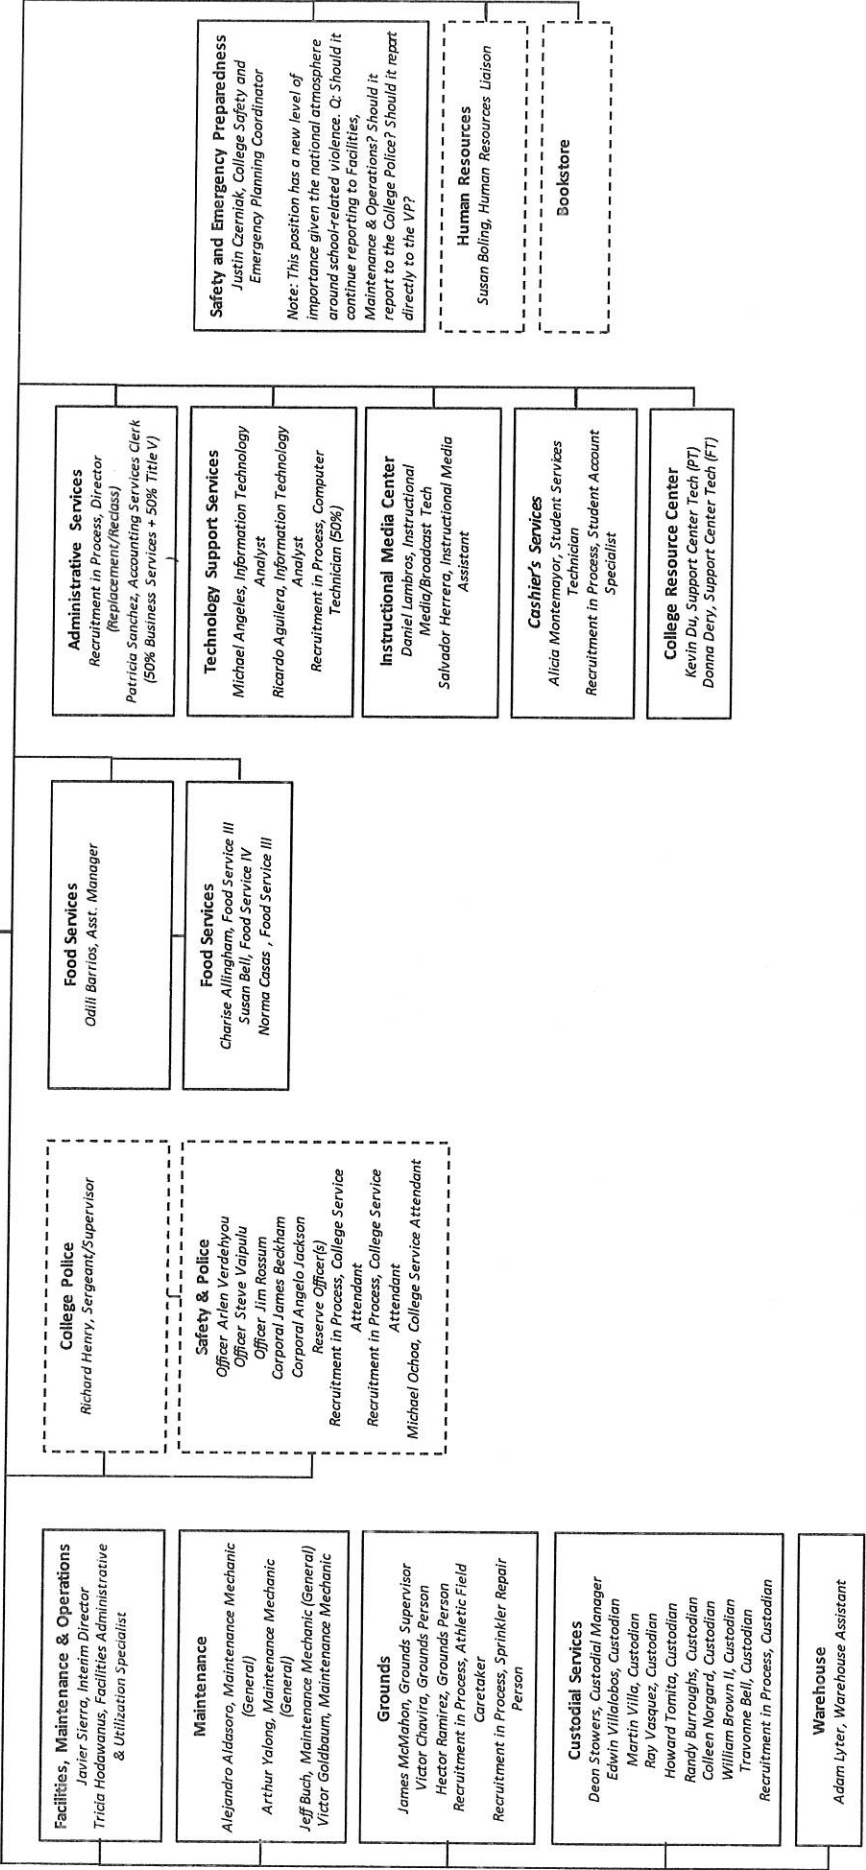 Facilities, Maintenance & Operations
Javier Sierra, Interim Director
Tricia Hodawanus, Facilities Administrative
& Utilization Specialist
Maintenance
Alejandro Aldasoro, Maintenance Mechanic
(General)
Arthur Yalong, Maintenance Mechanic
(General)
Jeff Buch, Maintenance Mechanic (General)
Victor Goldbaum, Maintenance Mechanic
Grounds
James McMahon, Grounds Supervisor
Victor Chavira, Grounds Person
Hector Ramirez, Grounds Person
Recruitment in Process, Athletic Field
Caretaker
Recruitment in Process, Sprinkler Repair
Person
Custodial Services
Deon Stowers, Custodial Manager
Edwin Villalobos, Custodian
Martin Villa, Custodian
Ray Vasquez, Custodian
Howard Tomita, Custodian
Randy Burroughs, Custodian
Colleen Norgard, Custodian
William Brown II, Custodian
Travonne Bell, Custodian
Recruitment in Process, Custodian
Warehouse
Adam Lyter, Warehouse Assistant
College Police
Richard Henry, Sergeant/Supervisor
Safety & Police
Officer Arlen Verdehyou
Officer Steve Vaipulu
Officer Jim Rossum
Corporal James Beckham
Corporal Angelo Jackson
Reserve Officer(s)
Recruitment in Process, College Service
Attendant
Recruitment in Process, College Service
Attendant
Michael Ochoa, College Service Attendant
Food Services
Odili Barrios, Asst. Manager
Food Services
Charise Allingham, Food Service III
Susan Bell, Food Service IV
Norma Casas , Food Service III
Administrative Services
Recruitment in Process, Director
(Replacement/Reclass)
Patricia Sanchez, Accounting Services Clerk
(50% Business Services + 50% Title V)
Technology Support Services
Michael Angeles, Information Technology
Analyst
Ricardo Aguilera, Information Technology
Analyst
Recruitment in Process, Computer
Technician (50%)
Instructional Media Center
Daniel Lambros, Instructional
Media/Broadcast Tech
Salvador Herrera, Instructional Media
Assistant
Cashier's Services
Alicia Montemayor, Student Services
Technician
Recruitment in Process, Student Account
Specialist
College Resource Center
Kevin Du, Support Center Tech (PT)
Donna Dery, Support Center Tech (FT)
Safety and Emergency Preparedness
Justin Czerniak, College Safety and
Emergency Planning Coordinator
Note: This position has a new level of
importance given the national atmosphere
around school-related violence. Q: Should it
continue reporting to Facilities,
Maintenance & Operations? Should it
report to the College Police? Should it report
directly to the VP?
Human Resources
Susan Boling, Human Resources Liaison
Bookstore